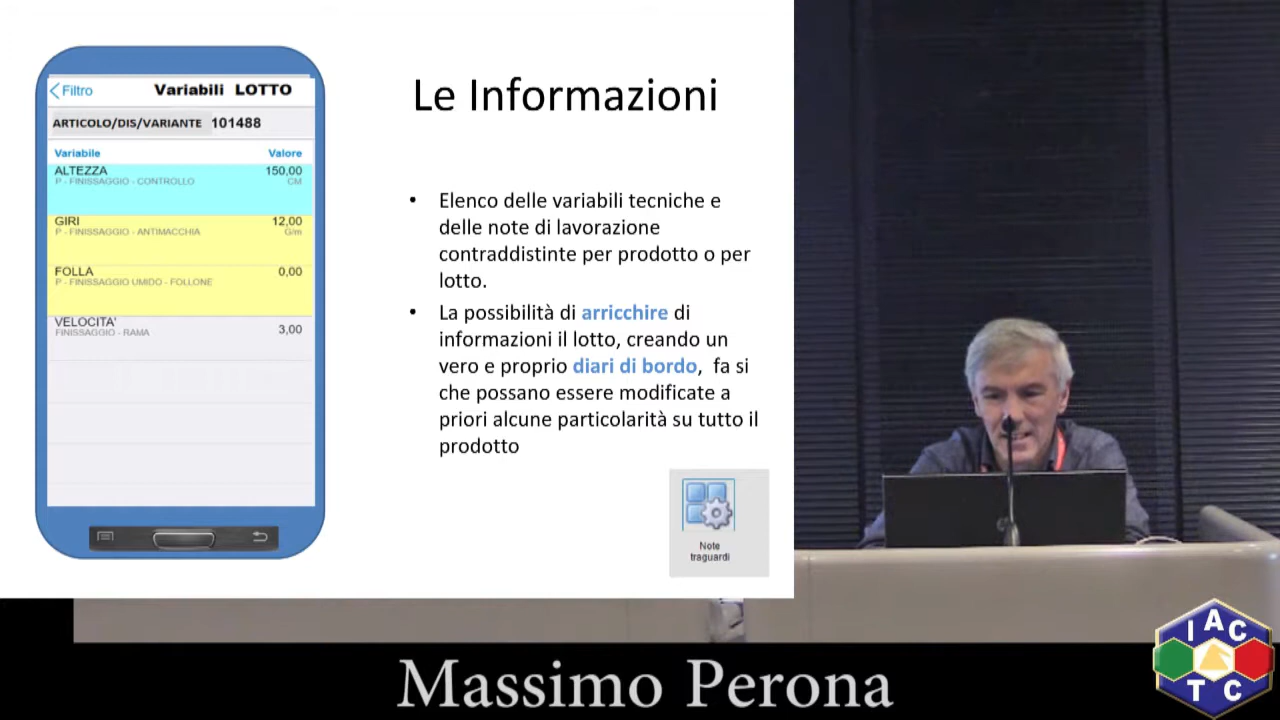 Filtro
Variabili LOTTO
ARTICOLO/DIS/VARIANTE 101488
Variabile Valore
ALTEZZA 150,00
P - FINISSAGGIO - CONTROLLO CM
GIRI 12,00
P - FINISSAGGIO - ANTIMACCHIA G/m
FOLLA 0,00
P - FINISSAGGIO UMIDO - FOLLONE
VELOCITA' 3,00
FINISSAGGIO - RAMA
Le Informazioni
• Elenco delle variabili tecniche e
delle note di lavorazione
contraddistinte per prodotto o per
lotto.
• La possibilità di arricchire di
informazioni il lotto, creando un
vero e proprio diari di bordo, fa si
che possano essere modificate a
priori alcune particolarità su tutto il
prodotto
Note
traguardi
Massimo Perona
IAC
TC